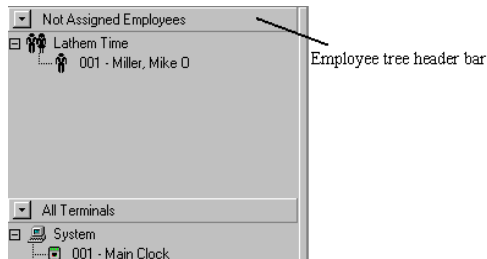 Not Assigned Employees
Lathem Time
001 - Miller, Mike O
Employee tree header bar
All Terminals
System
001 - Main Clock